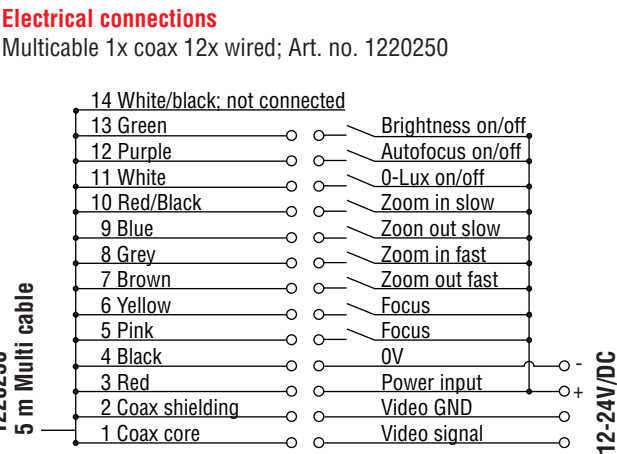 Electrical connections
Multicable 1x coax 12x wired; Art. no. 1220250
14 White/black; not connected
13 Green Brightness on/off
12 Purple Autofocus on/off
11 White 0-Lux on/off
10 Red/Black Zoom in slow
9 Blue Zoon out slow
8 Grey Zoom in fast
7 Brown Zoom out fast
6 Yellow Focus
5 Pink Focus
4 Black 0V -
3 Red Power input +
2 Coax shielding Video GND
1 Coax core Video signal
5 m Multi cable
12-24V/DC